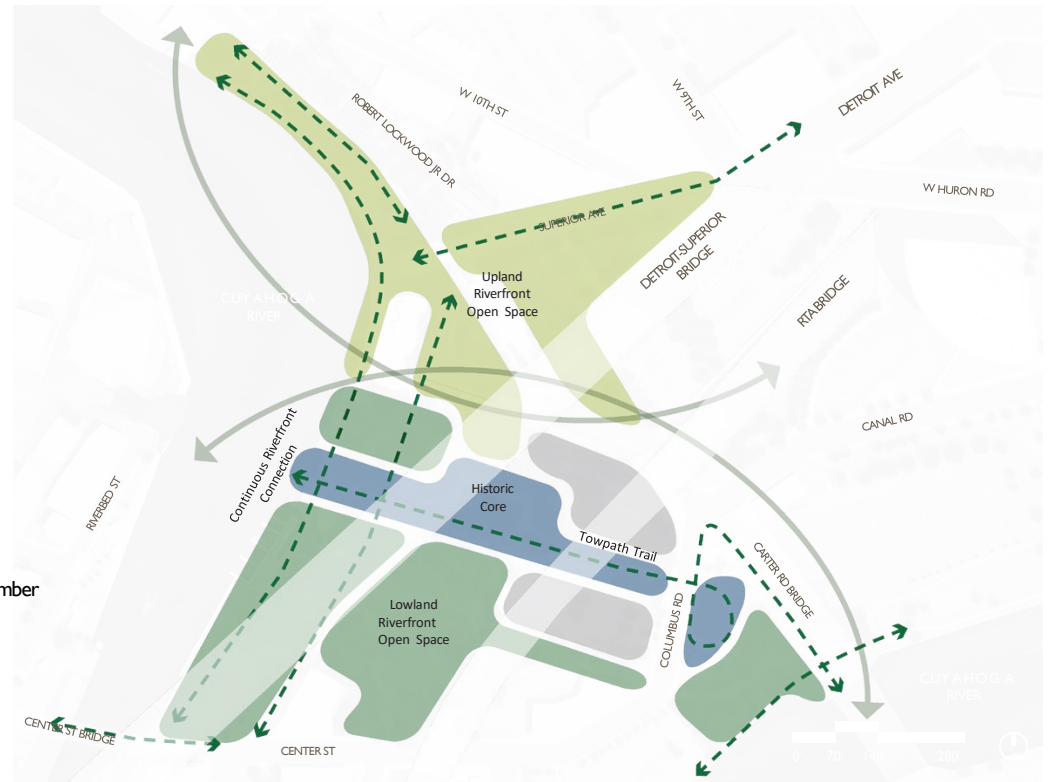 W 10TH ST
W 9TH ST
DETROIT AVE
ROBERT LOCKWOOD JR DR
W HURON RD
SUPERIOR AVE
DETROIT-SUPERIOR
BRIDGE
Upland
Riverfront
Open Space
CUYAHOGA
RIVER
RTA BRIDGE
CANAL RD
Continuous Riverfront
Connection
RIVERBED ST
Historic
Core
Towpath Trail
CARTER RD BRIDGE
mber
Lowland
Riverfront
Open Space
COLUMBUS RD
CUYAHOGA
RIVER
CENTER ST BRIDGE
CENTER ST
0 70 140 280